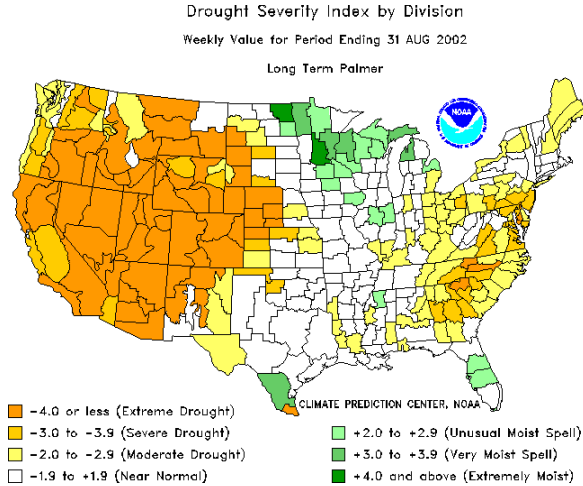 Drought Severity Index by Division
Weekly Value for Period Ending 31 AUG 2002
Long Term Palmer
NOAA
CLIMATE PREDICTION CENTER, NOAA
-4.0 or less (Extreme Drought)
-3.0 to -3.9 (Severe Drought)
-2.0 to -2.9 (Moderate Drought)
-1.9 to +1.9 (Near Normal)
+2.0 to +2.9 (Unusual Moist Spell)
+3.0 to +3.9 (Very Moist Spell)
+4.0 and above (Extremely Moist)